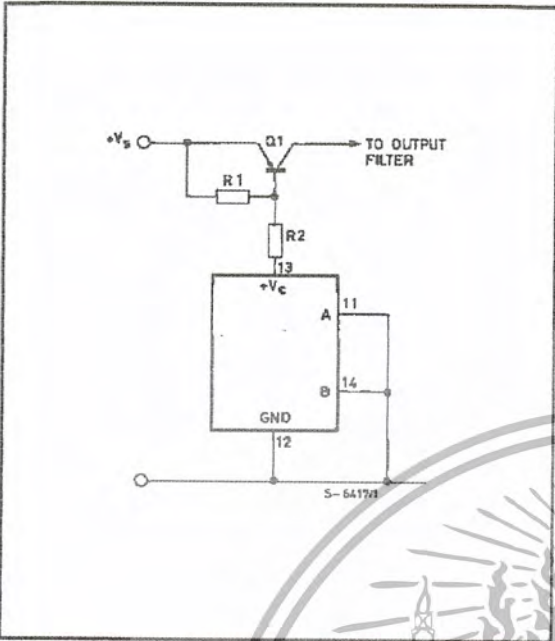 +Vs
Q1
TO OUTPUT
FILTER
R1
R2
13
+Vc
A
11
B
14
GND
12
S-6417/1